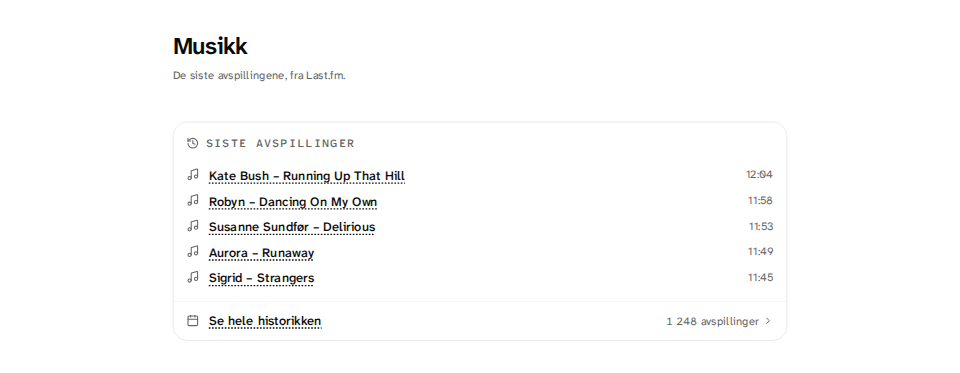 Musikk
De siste avspillingene, fra Last.fm.
SISTE AVSPILLINGER
Kate Bush – Running Up That Hill 12:04
Robyn – Dancing On My Own 11:58
Susanne Sundfør – Delirious 11:53
Aurora – Runaway 11:49
Sigrid – Strangers 11:45
Se hele historikken 1 248 avspillinger